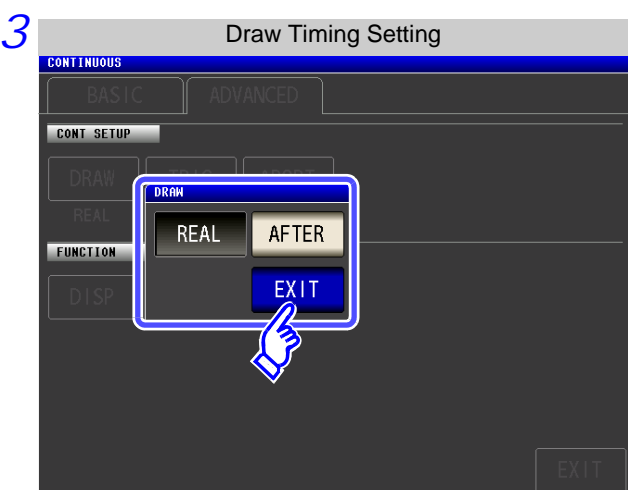 3
Draw Timing Setting
CONTINUOUS
BASIC ADVANCED
CONT SETUP
DRAW
DRAW
REAL
REAL AFTER
FUNCTION
DISP
EXIT
EXIT